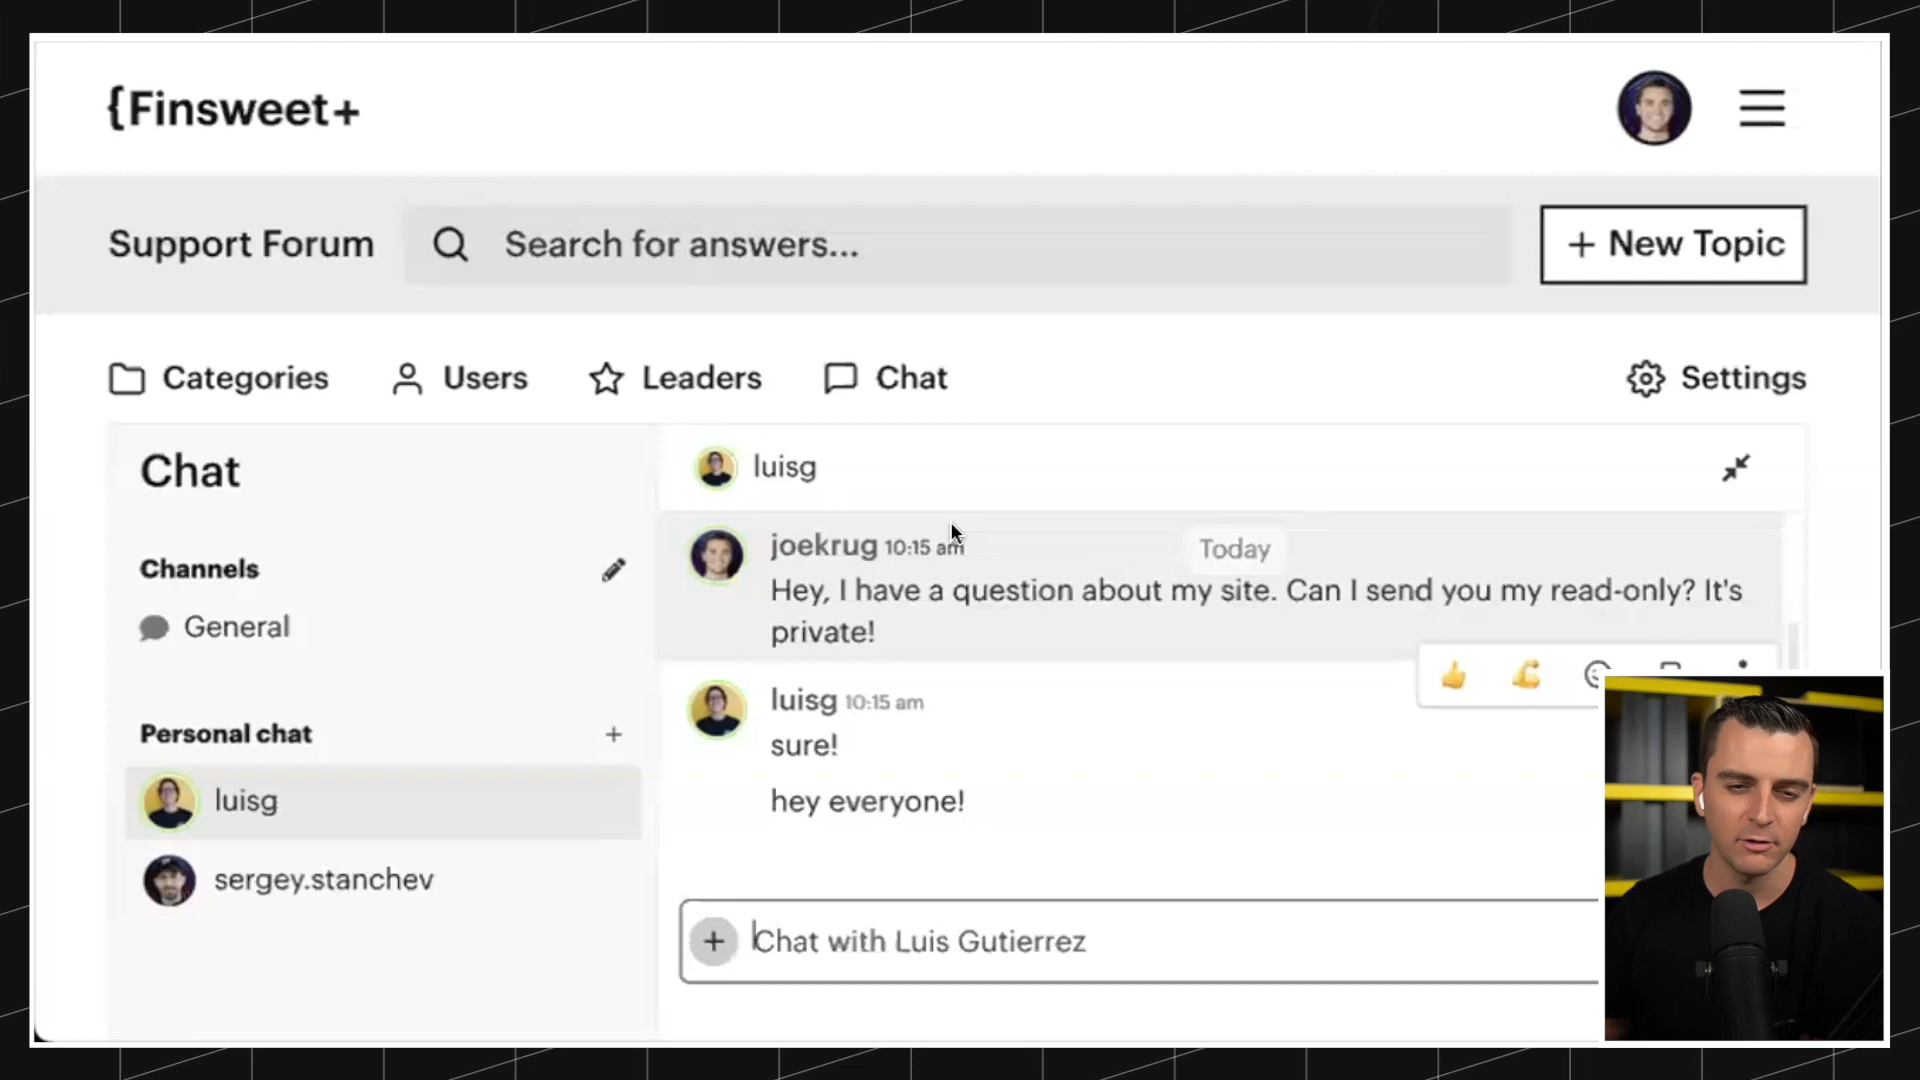 {Finsweet+
Support Forum
Search for answers...
+ New Topic
Categories
Users
Leaders
Chat
Settings
Chat
Channels
General
Personal chat
luisg
sergey.stanchev
luisg
joekrug 10:15 am
Today
Hey, I have a question about my site. Can I send you my read-only? It's
private!
luisg 10:15 am
sure!
hey everyone!
Chat with Luis Gutierrez